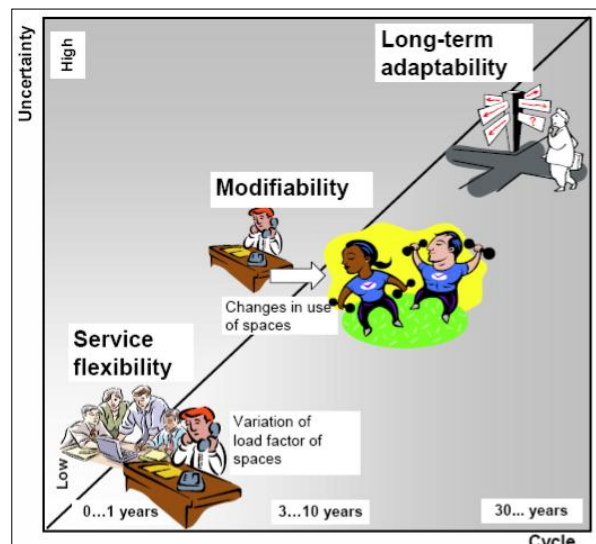 Uncertainty
High
Long-term
adaptability
?
Modifiability
Changes in use
of spaces
Service
flexibility
Variation of
load factor of
spaces
Low
0...1 years
3...10 years
30... years
Cycle